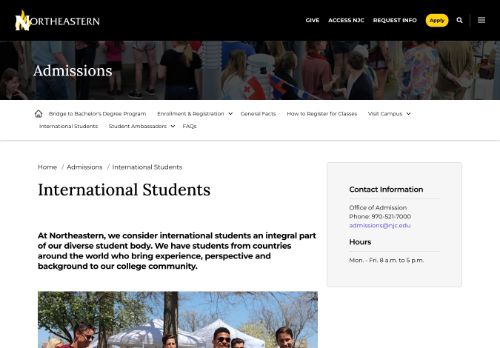 NORTHEASTERN
GIVE ACCESS NJC REQUEST INFO Apply
Admissions
Bridge to Bachelor's Degree Program Enrollment & Registration General Facts How to Register for Classes Visit Campus
International Students Student Ambassadors FAQs
Home / Admissions / International Students
International Students
At Northeastern, we consider international students an integral part
of our diverse student body. We have students from countries
around the world who bring experience, perspective and
background to our college community.
Contact Information
Office of Admission
Phone: 970-521-7000
admissions@njc.edu
Hours
Mon. - Fri. 8 a.m. to 5 p.m.